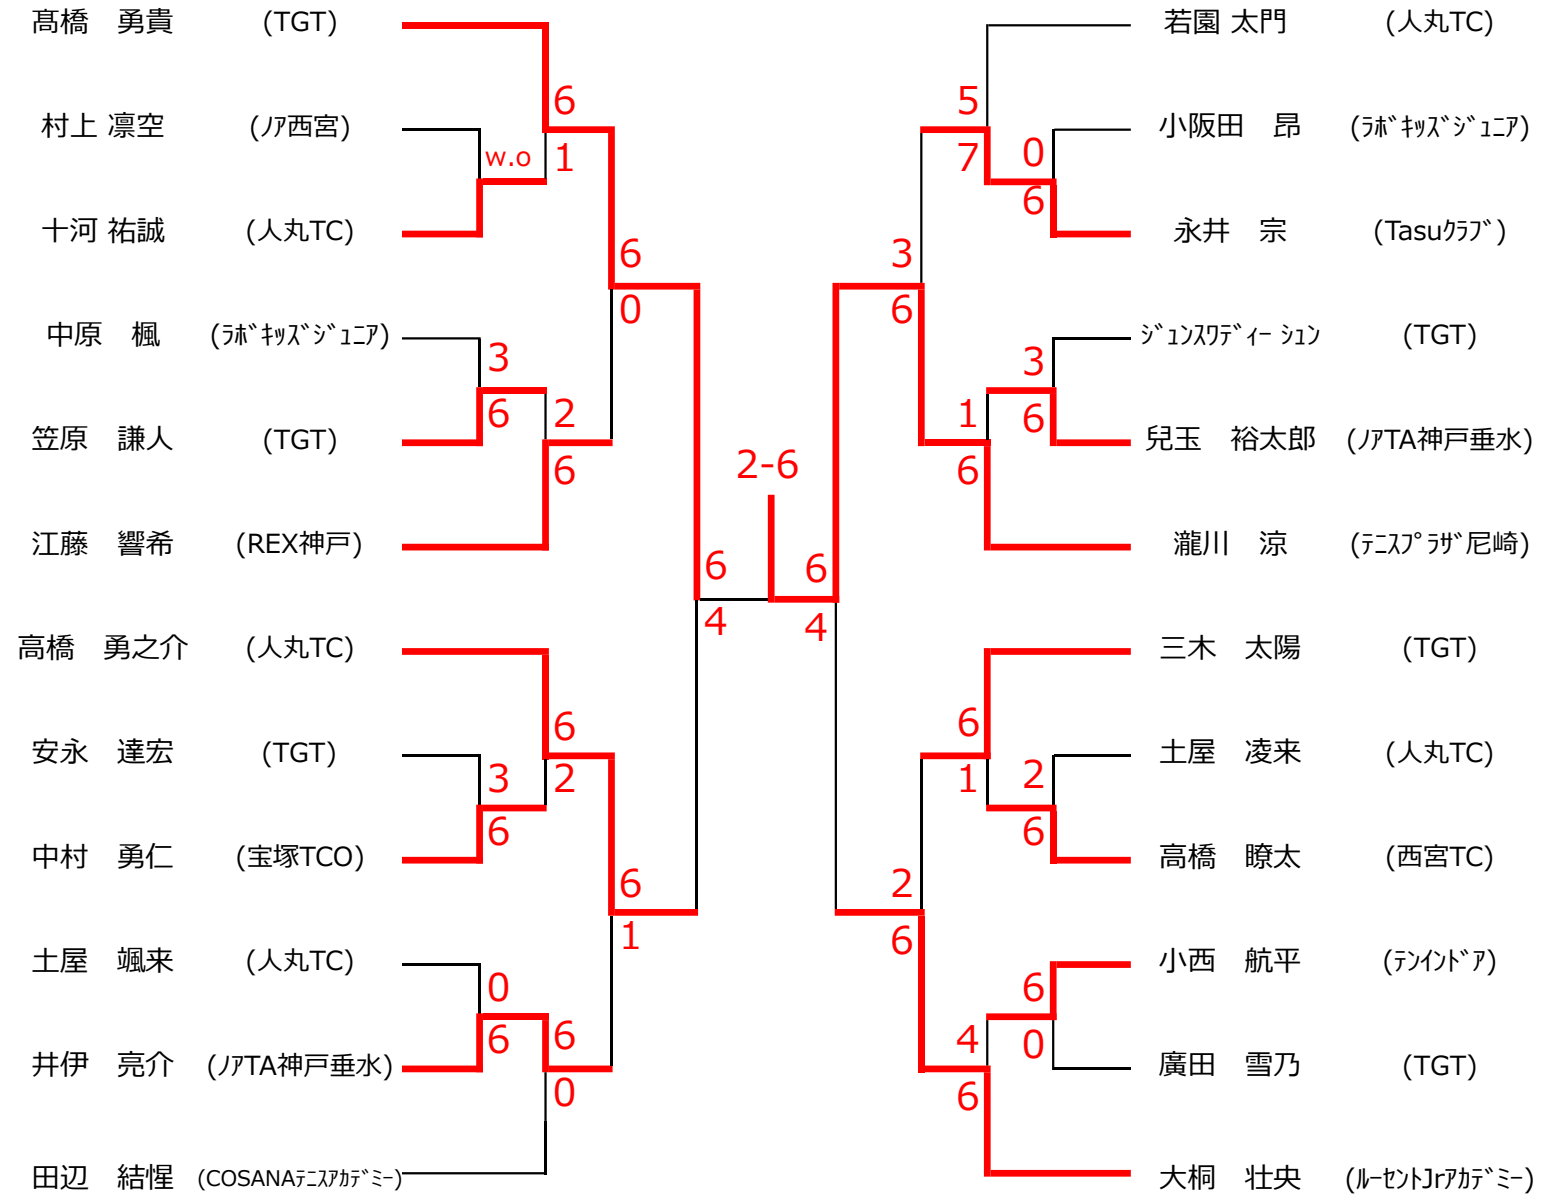 髙橋　勇貴 (TGT)
6
村上 凛空 (ﾉｱ西宮)
w.o
1
十河 祐誠 (人丸TC)
6
0
中原　楓 (ﾗﾎﾞｷｯｽﾞｼﾞｭﾆｱ)
3
6
2
笠原　謙人 (TGT)
6
江藤　響希 (REX神戸)
6
4
高橋　勇之介 (人丸TC)
6
安永　達宏 (TGT)
3
2
6
中村　勇仁 (宝塚TCO)
6
1
土屋　颯来 (人丸TC)
0
6
6
井伊　亮介 (ﾉｱTA神戸垂水)
0
田辺　結惺 (COSANAﾃﾆｽｱｶﾃﾞﾐｰ)
2-6
若園 太門 (人丸TC)
5
小阪田　昂 (ﾗﾎﾞｷｯｽﾞｼﾞｭﾆｱ)
7
0
6
永井　宗 (Tasuｸﾗﾌﾞ)
3
6
ｼﾞｭﾝｽﾜﾃﾞｨｰ ｼｭﾝ (TGT)
3
1
6
兒玉　裕太郎 (ﾉｱTA神戸垂水)
6
瀧川　涼 (ﾃﾆｽﾌﾟﾗｻﾞ尼崎)
6
4
三木　太陽 (TGT)
6
土屋　凌来 (人丸TC)
1
2
6
高橋　瞭太 (西宮TC)
2
6
小西　航平 (ﾃﾝｲﾝﾄﾞｱ)
6
4
0
廣田　雪乃 (TGT)
6
大桐　壮央 (ﾙｰｾﾝﾄJrｱｶﾃﾞﾐｰ)